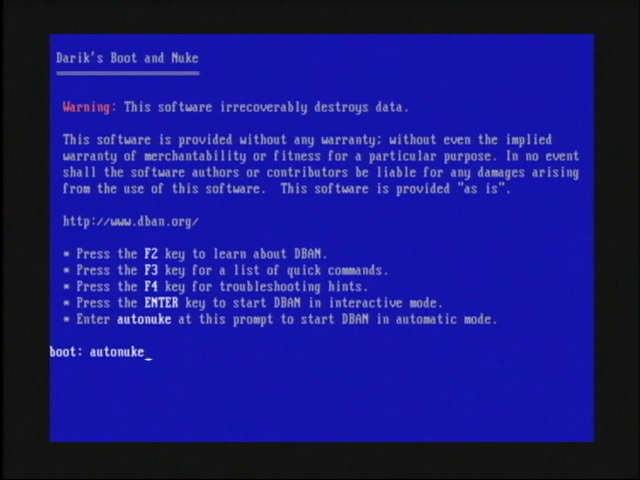 Darik's Boot and Nuke
Warning: This software irrecoverably destroys data.
This software is provided without any warranty; without even the implied
warranty of merchantability or fitness for a particular purpose. In no event
shall the software authors or contributors be liable for any damages arising
from the use of this software. This software is provided "as is".
http://www.dban.org/
* Press the F2 key to learn about DBAN.
* Press the F3 key for a list of quick commands.
* Press the F4 key for troubleshooting hints.
* Press the ENTER key to start DBAN in interactive mode.
* Enter autonuke at this prompt to start DBAN in automatic mode.
boot: autonuke_